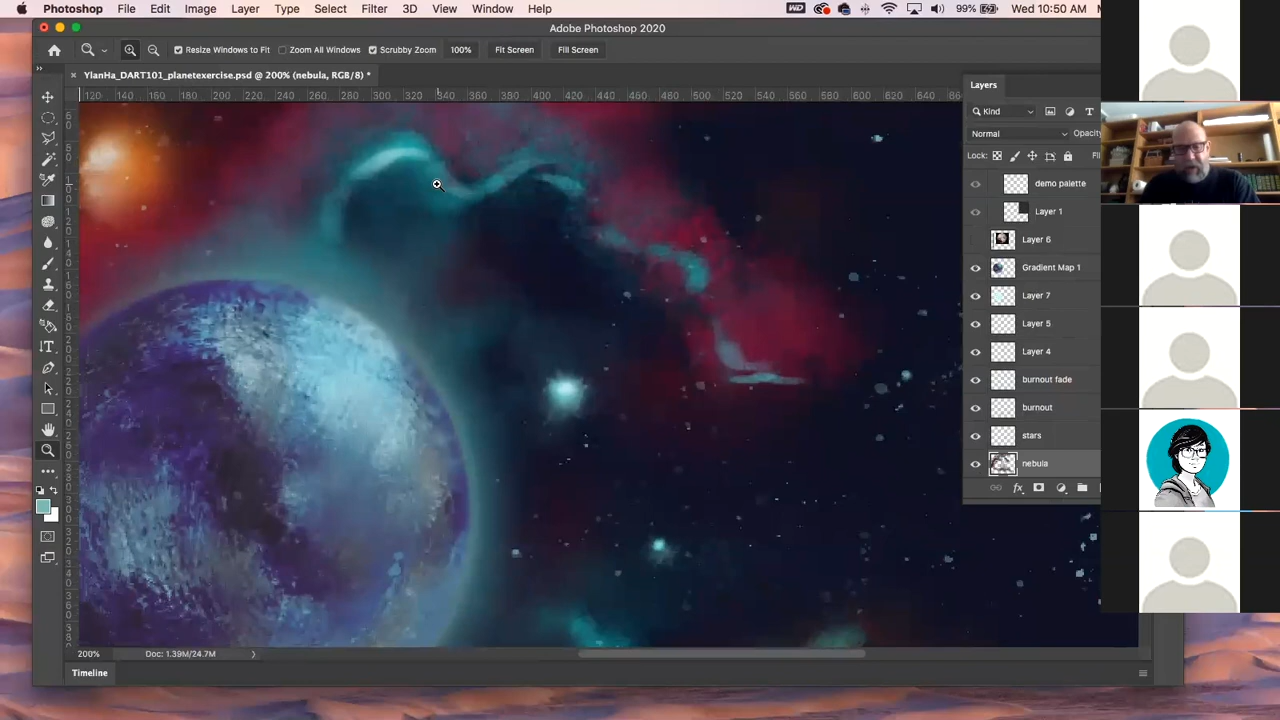 Photoshop File Edit Image Layer Type Select Filter 3D View Window Help 99% Wed 10:50 AM
Adobe Photoshop 2020
Resize Windows to Fit Zoom All Windows Scrubby Zoom 100% Fit Screen Fill Screen
YlanHa_DART101_planetexercise.psd @ 200% (nebula, RGB/8) *
120 140 160 180 200 220 240 260 280 300 320 340 360 380 400 420 440 460 480 500 520 540 560 580 600 620 640
Layers
Kind
Normal Opacity
Lock: Fil
demo palette
Layer 1
Layer 6
Gradient Map 1
Layer 7
Layer 5
Layer 4
burnout fade
burnout
stars
nebula
fx
200% Doc: 1.39M/24.7M
Timeline